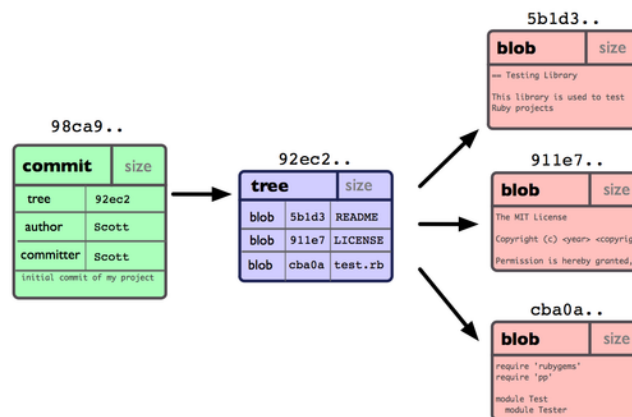 98ca9..
commit size
tree 92ec2
author Scott
committer Scott
initial commit of my project
92ec2..
tree size
blob 5b1d3 README
blob 911e7 LICENSE
blob cba0a test.rb
5b1d3..
blob size
== Testing Library
This library is used to test
Ruby projects
911e7..
blob size
The MIT License
Copyright (c) <year> <copyrig
Permission is hereby granted,
cba0a..
blob size
require 'rubygems'
require 'pp'
module Test
module Tester